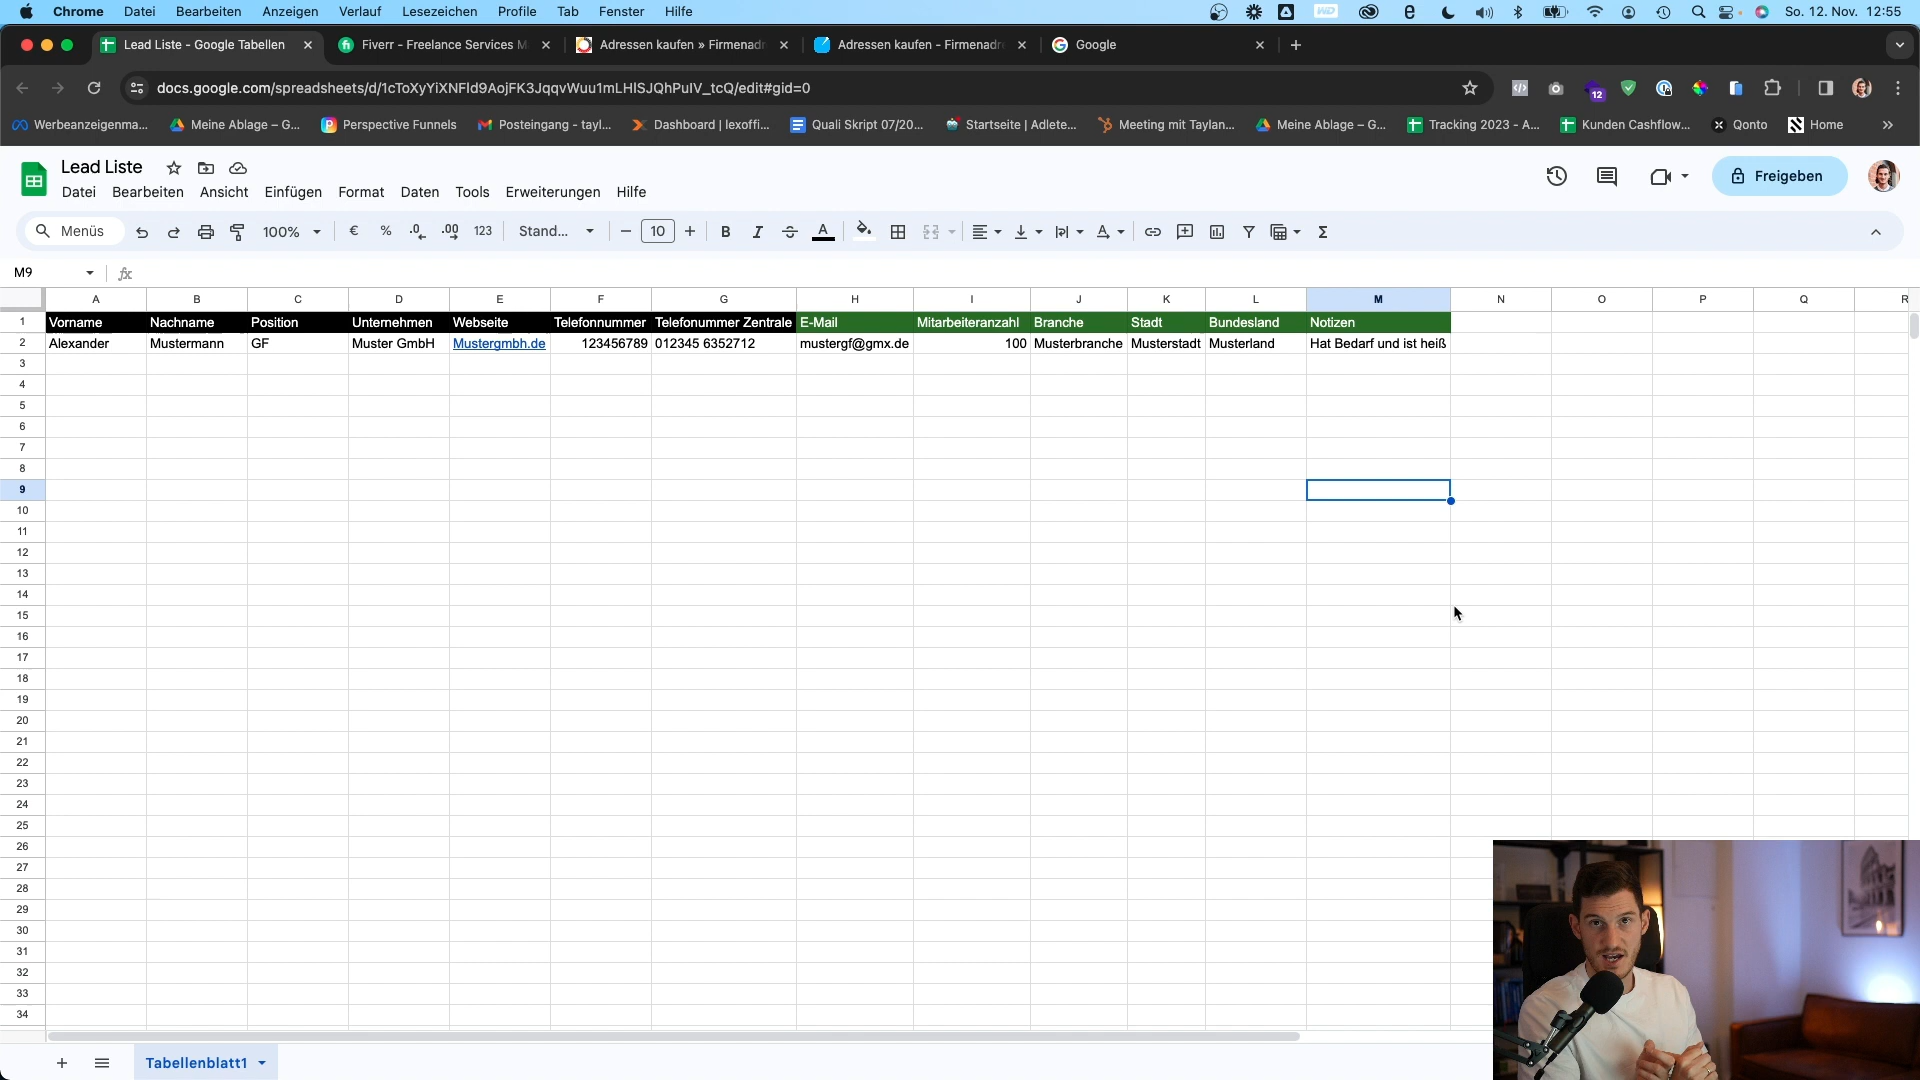 Chrome Datei Bearbeiten Anzeigen Verlauf Lesezeichen Profile Tab Fenster Hilfe So. 12. Nov. 12:55
Lead Liste - Google Tabellen Fiverr - Freelance Services M Adressen kaufen » Firmenadr Adressen kaufen - Firmenadre Google
docs.google.com/spreadsheets/d/1cToXyYiXNFId9AojFK3JqqvWuu1mLHISJQhPuIV_tcQ/edit#gid=0 12
Werbeanzeigenma... Meine Ablage – G... Perspective Funnels Posteingang - tayl... Dashboard | lexoffi... Quali Skript 07/20... Startseite | Adlete... Meeting mit Taylan... Meine Ablage – G... Tracking 2023 - A... Kunden Cashflow... Qonto Home »
Lead Liste
Datei Bearbeiten Ansicht Einfügen Format Daten Tools Erweiterungen Hilfe Freigeben
Menüs 100% € % .0 .00 123 Stand... − 10 + B I S A Σ
M9 fx
A B C D E F G H I J K L M N O P Q R
1 Vorname Nachname Position Unternehmen Webseite Telefonnummer Telefonummer Zentrale E-Mail Mitarbeiteranzahl Branche Stadt Bundesland Notizen
2 Alexander Mustermann GF Muster GmbH Mustergmbh.de 123456789 012345 6352712 mustergf@gmx.de 100 Musterbranche Musterstadt Musterland Hat Bedarf und ist heiß
3
4
5
6
7
8
9
10
11
12
13
14
15
16
17
18
19
20
21
22
23
24
25
26
27
28
29
30
31
32
33
34
Tabellenblatt1